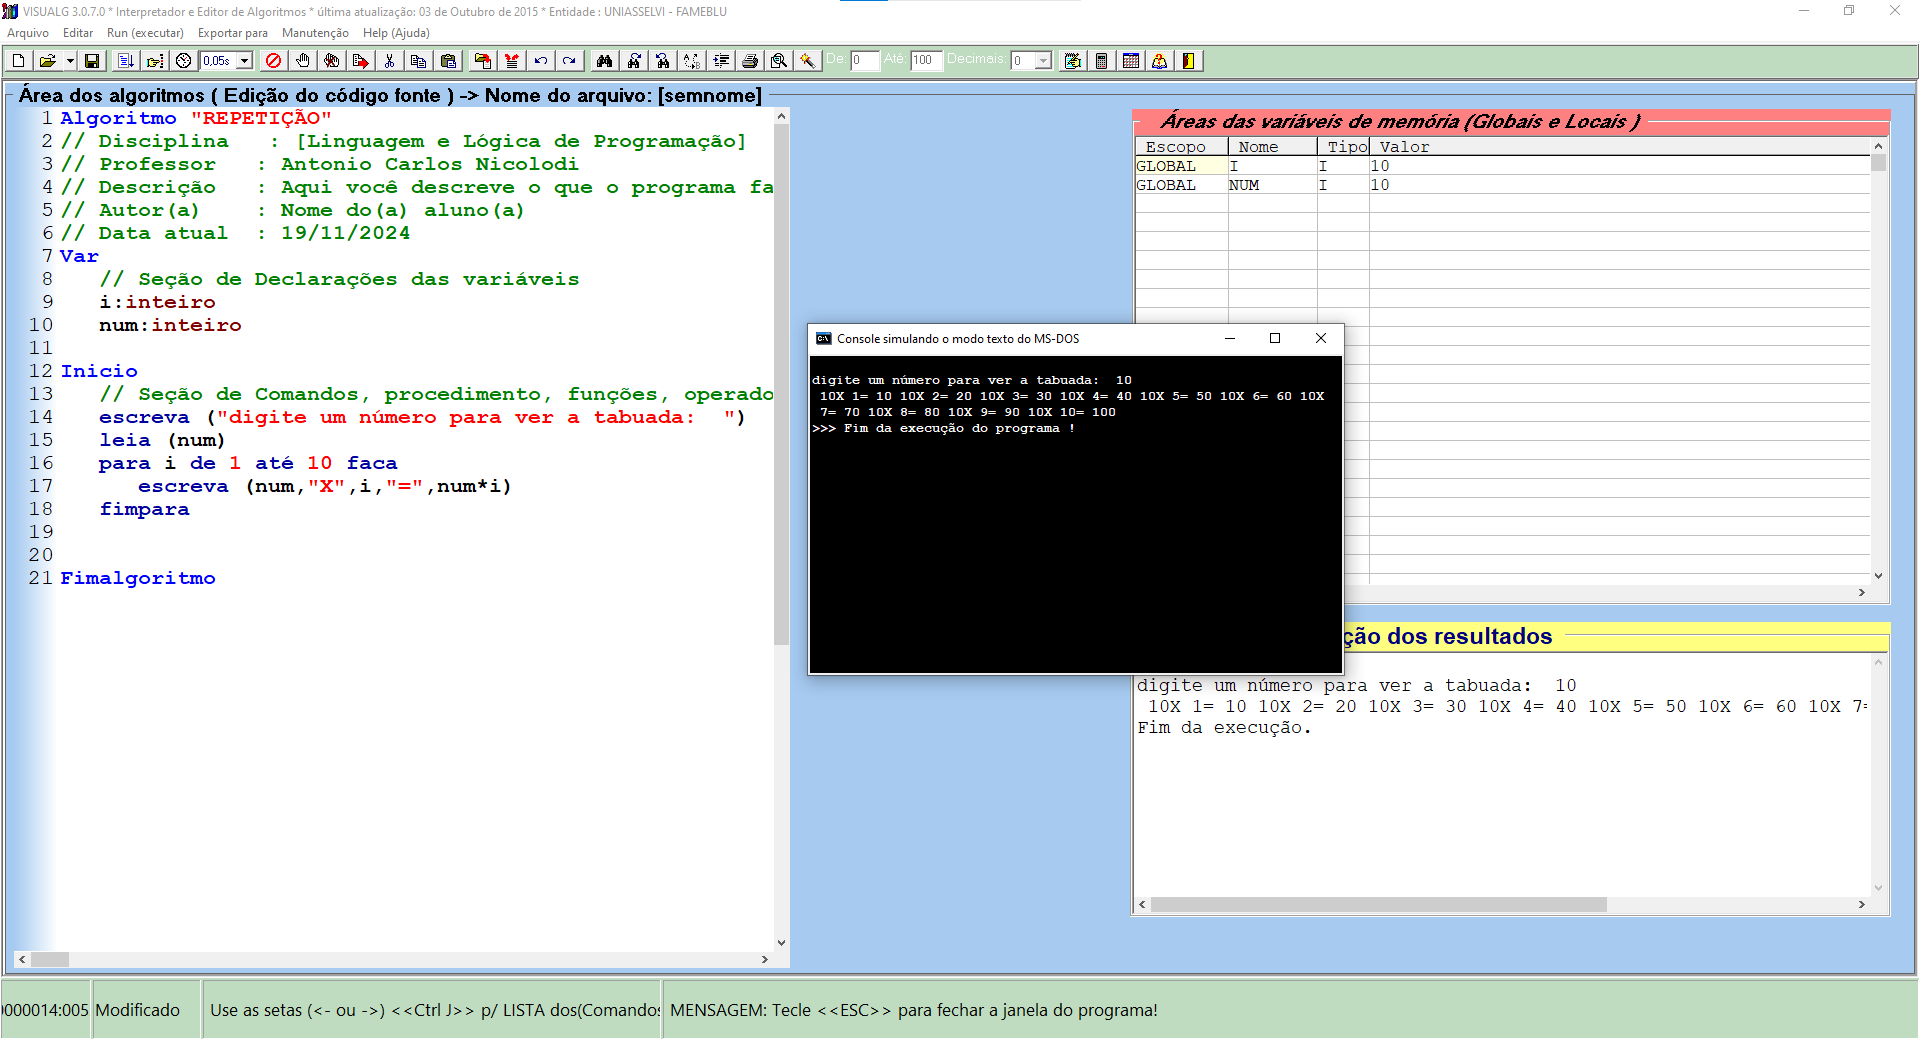 VISUALG 3.0.7.0 * Interpretador e Editor de Algoritmos * última atualização: 03 de Outubro de 2015 * Entidade : UNIASSELVI - FAMEBLU
Arquivo Editar Run (executar) Exportar para Manutenção Help (Ajuda)
0,05s De: 0 Até: 100 Decimais: 0
Área dos algoritmos ( Edição do código fonte ) -> Nome do arquivo: [semnome]
1 Algoritmo "REPETIÇÃO"
2 // Disciplina   : [Linguagem e Lógica de Programação]
3 // Professor   : Antonio Carlos Nicolodi
4 // Descrição   : Aqui você descreve o que o programa fa
5 // Autor(a)    : Nome do(a) aluno(a)
6 // Data atual  : 19/11/2024
7 Var
8    // Seção de Declarações das variáveis
9    i:inteiro
10    num:inteiro
11
12 Inicio
13    // Seção de Comandos, procedimento, funções, operado
14    escreva ("digite um número para ver a tabuada:  ")
15    leia (num)
16    para i de 1 até 10 faca
17       escreva (num,"X",i,"=",num*i)
18    fimpara
19
20
21 Fimalgoritmo
Áreas das variáveis de memória (Globais e Locais )
Escopo Nome Tipo Valor
GLOBAL I I 10
GLOBAL NUM I 10
Console simulando o modo texto do MS-DOS
digite um número para ver a tabuada:  10
 10X 1= 10 10X 2= 20 10X 3= 30 10X 4= 40 10X 5= 50 10X 6= 60 10X
 7= 70 10X 8= 80 10X 9= 90 10X 10= 100
>>> Fim da execução do programa !
ção dos resultados
digite um número para ver a tabuada:  10
 10X 1= 10 10X 2= 20 10X 3= 30 10X 4= 40 10X 5= 50 10X 6= 60 10X 7=
Fim da execução.
0000014:005 Modificado Use as setas (<- ou ->) <<Ctrl J>> p/ LISTA dos(Comandos MENSAGEM: Tecle <<ESC>> para fechar a janela do programa!